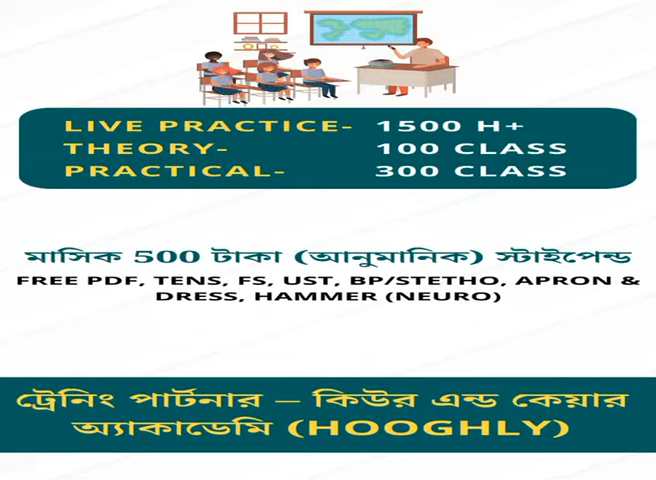 LIVE PRACTICE- 1500 H+
THEORY- 100 CLASS
PRACTICAL- 300 CLASS
মাসিক 500 টাকা (আনুমানিক) স্টাইপেন্ড
FREE PDF, TENS, FS, UST, BP/STETHO, APRON &
DRESS, HAMMER (NEURO)
ট্রেনিং পার্টনার – কিউর এন্ড কেয়ার
অ্যাকাডেমি (HOOGHLY)